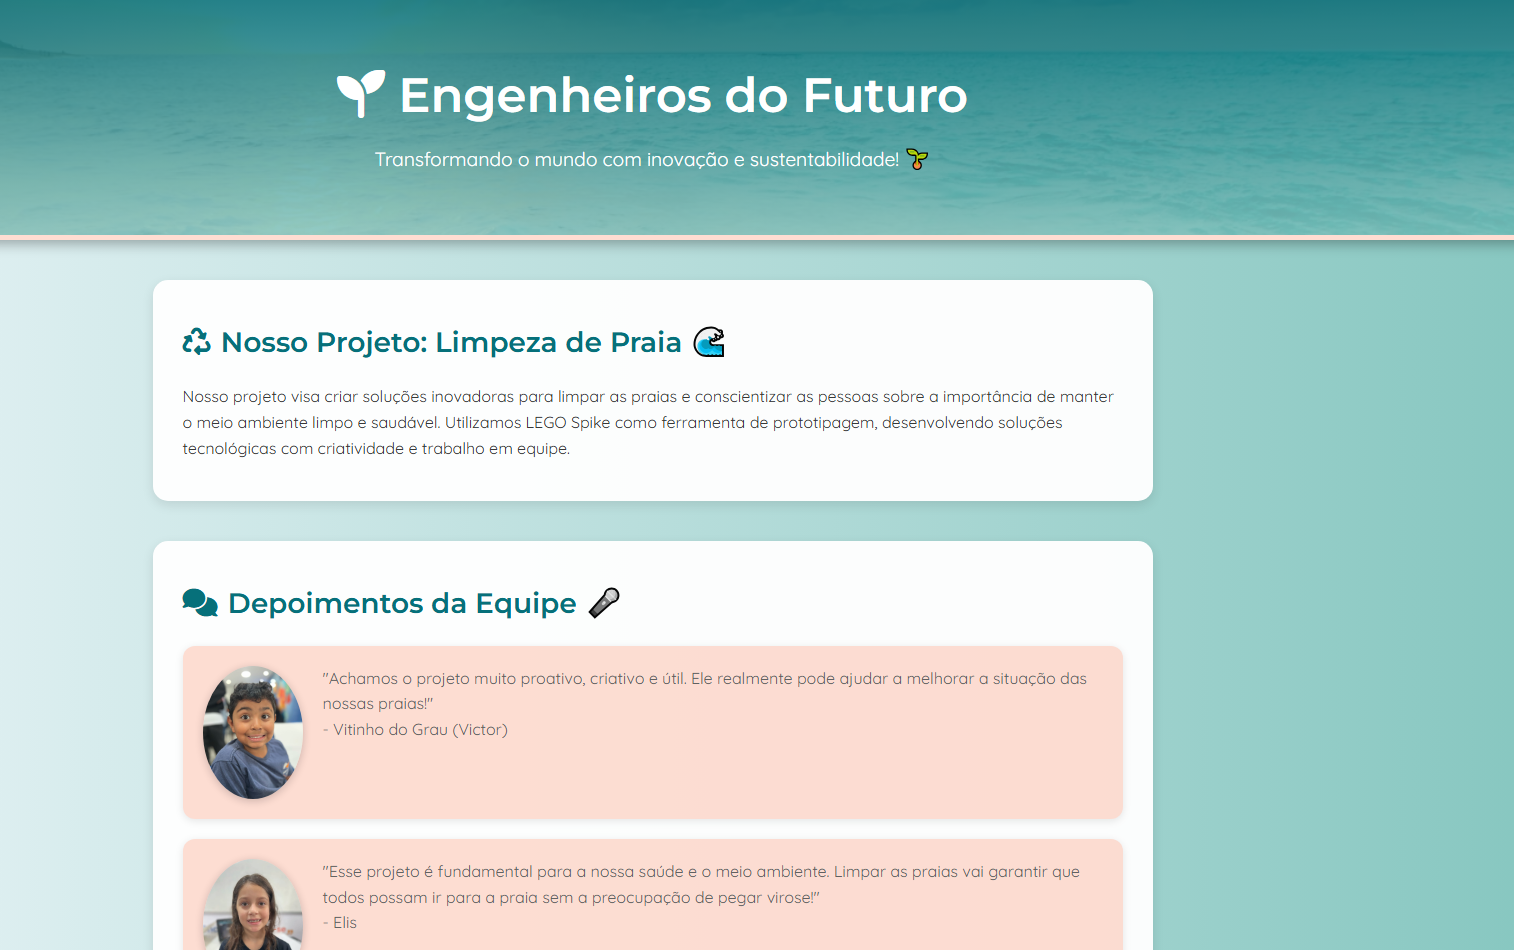 Engenheiros do Futuro
Transformando o mundo com inovação e sustentabilidade! 🌱
Nosso Projeto: Limpeza de Praia 🌊
Nosso projeto visa criar soluções inovadoras para limpar as praias e conscientizar as pessoas sobre a importância de manter
o meio ambiente limpo e saudável. Utilizamos LEGO Spike como ferramenta de prototipagem, desenvolvendo soluções
tecnológicas com criatividade e trabalho em equipe.
Depoimentos da Equipe 🎤
"Achamos o projeto muito proativo, criativo e útil. Ele realmente pode ajudar a melhorar a situação das
nossas praias!"
- Vitinho do Grau (Victor)
"Esse projeto é fundamental para a nossa saúde e o meio ambiente. Limpar as praias vai garantir que
todos possam ir para a praia sem a preocupação de pegar virose!"
- Elis